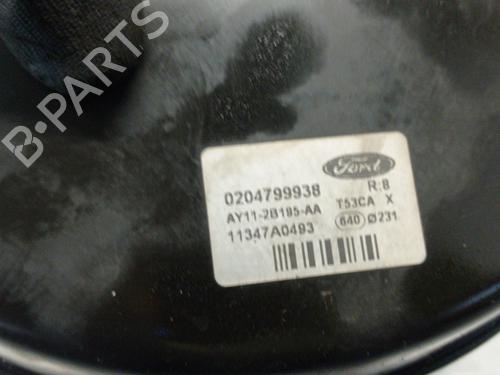 B-PARTS
Ford
0204799938
R:8
AY11-2B195-AA
T53CA X
11347A0493
640 Ø231